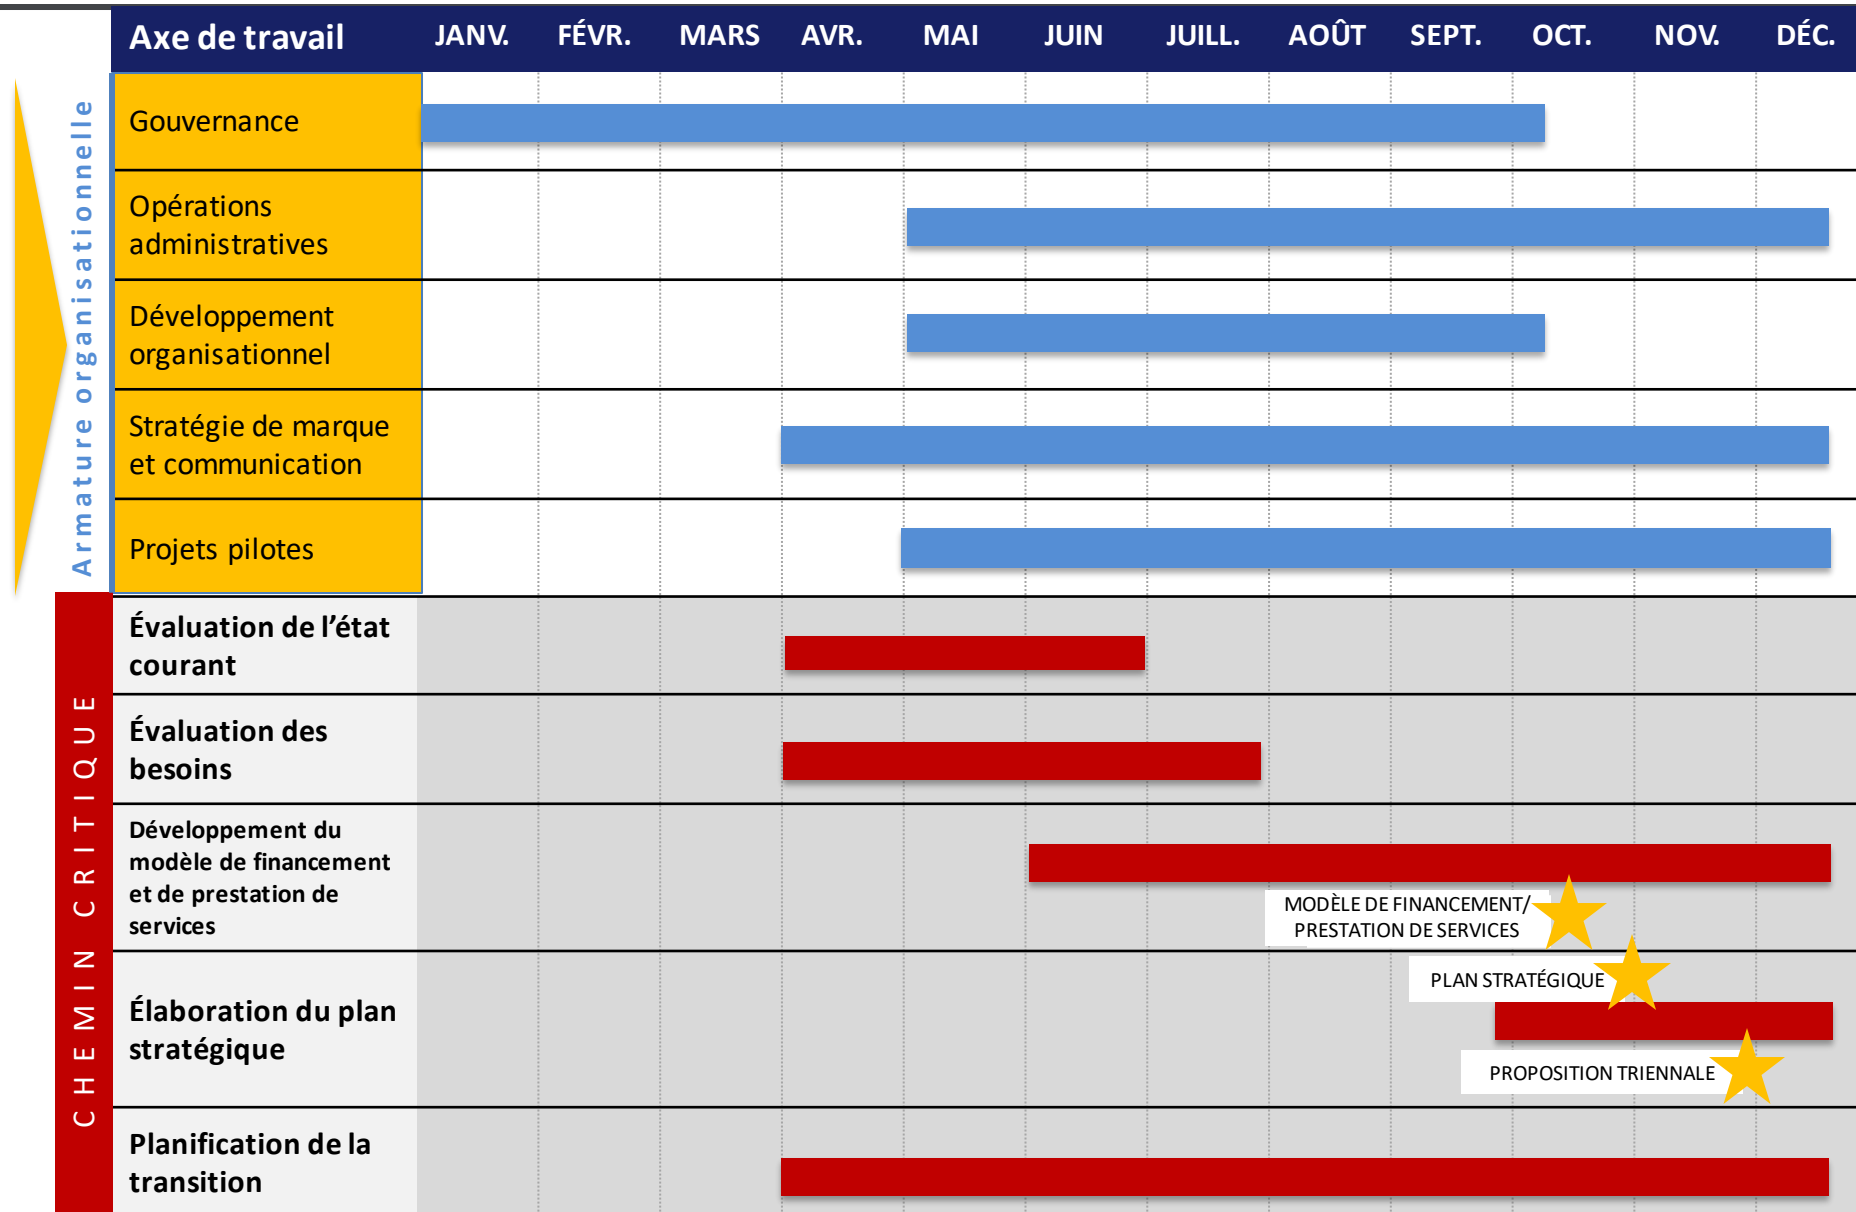 Axe de travail JANV. FÉVR. MARS AVR. MAI JUIN JUILL. AOÛT SEPT. OCT. NOV. DÉC.
Armature organisationnelle
Gouvernance
Opérations
administratives
Développement
organisationnel
Stratégie de marque
et communication
Projets pilotes
CHEMIN CRITIQUE
Évaluation de l’état
courant
Évaluation des
besoins
Développement du
modèle de financement
et de prestation de
services
MODÈLE DE FINANCEMENT/
PRESTATION DE SERVICES
Élaboration du plan
stratégique
PLAN STRATÉGIQUE
PROPOSITION TRIENNALE
Planification de la
transition